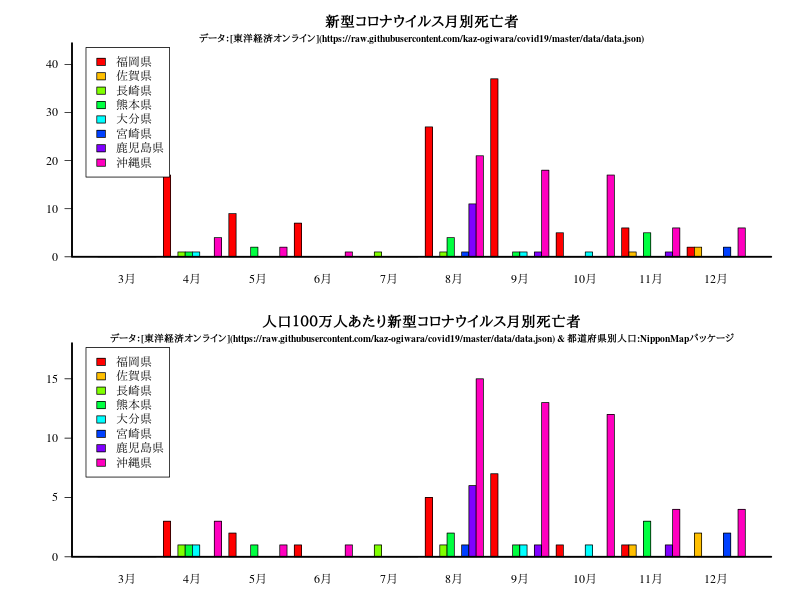 新型コロナウイルス月別死亡者
データ：[東洋経済オンライン](https://raw.githubusercontent.com/kaz-ogiwara/covid19/master/data/data.json)
福岡県
佐賀県
長崎県
熊本県
大分県
宮崎県
鹿児島県
沖縄県
40
30
20
10
0
3月 4月 5月 6月 7月 8月 9月 10月 11月 12月
人口100万人あたり新型コロナウイルス月別死亡者
データ：[東洋経済オンライン](https://raw.githubusercontent.com/kaz-ogiwara/covid19/master/data/data.json) & 都道府県別人口:NipponMapパッケージ
福岡県
佐賀県
長崎県
熊本県
大分県
宮崎県
鹿児島県
沖縄県
15
10
5
0
3月 4月 5月 6月 7月 8月 9月 10月 11月 12月